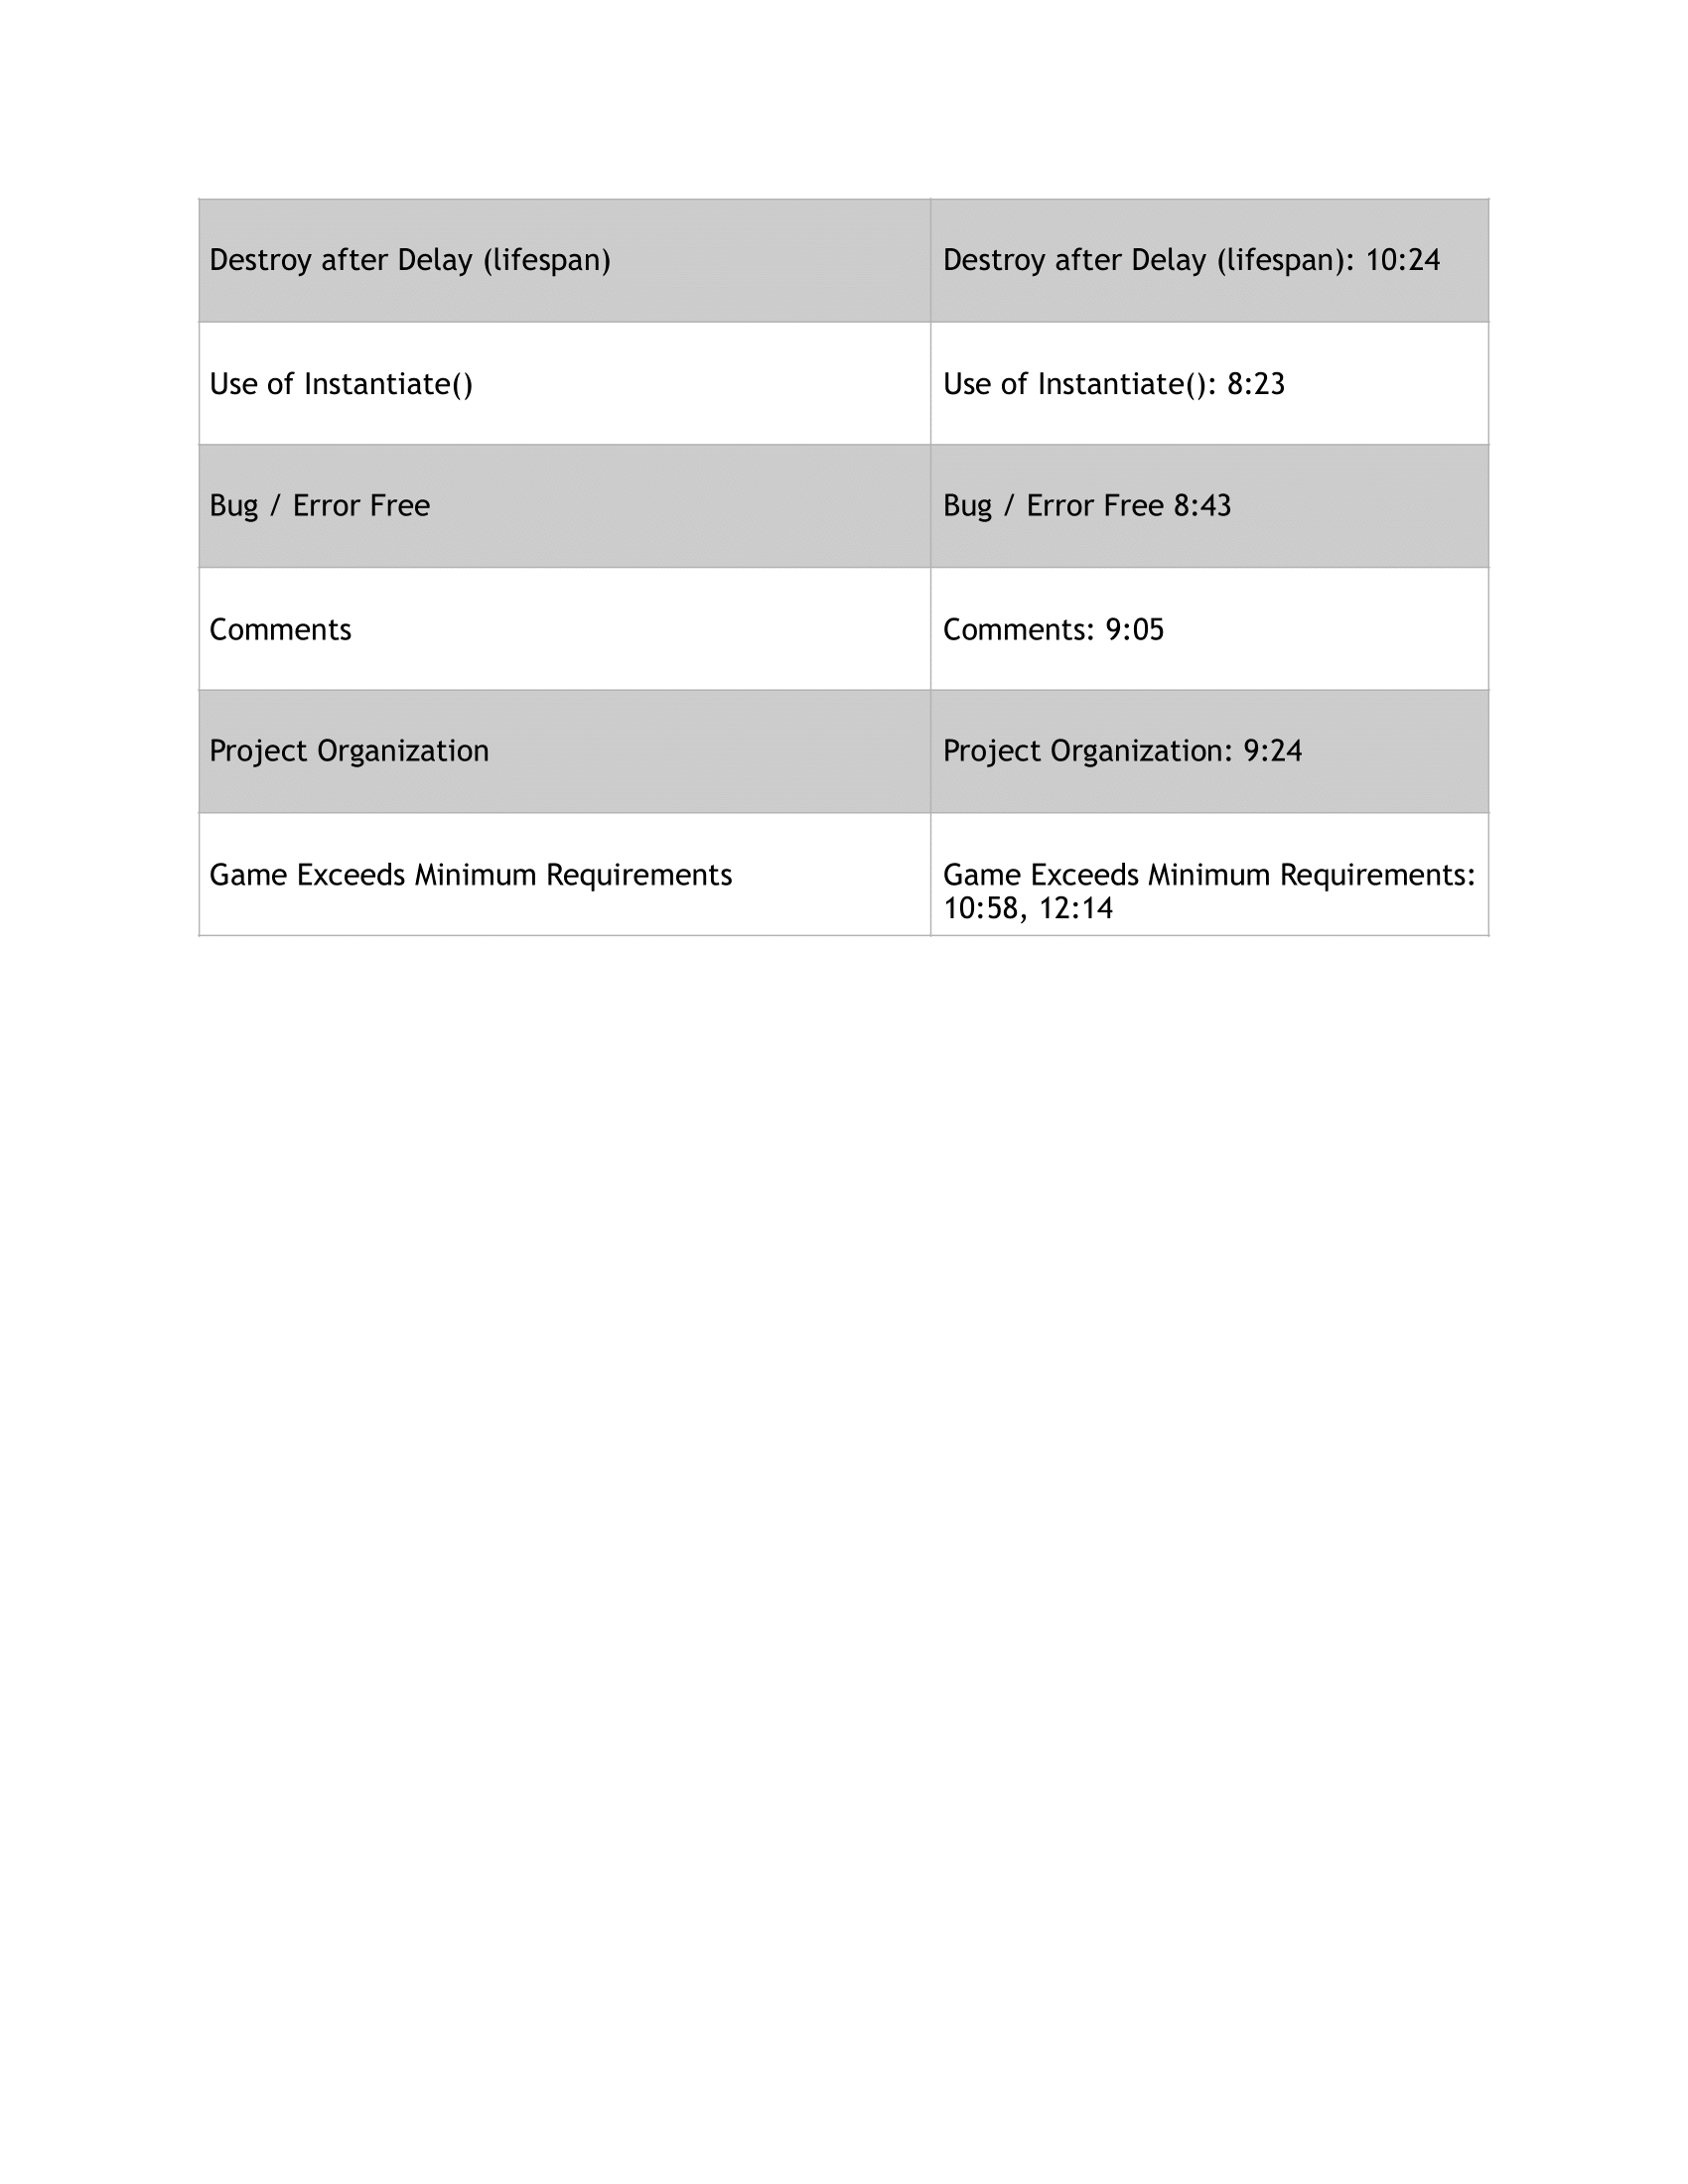 Destroy after Delay (lifespan)
Destroy after Delay (lifespan): 10:24
Use of Instantiate()
Use of Instantiate(): 8:23
Bug / Error Free
Bug / Error Free 8:43
Comments
Comments: 9:05
Project Organization
Project Organization: 9:24
Game Exceeds Minimum Requirements
Game Exceeds Minimum Requirements:
10:58, 12:14